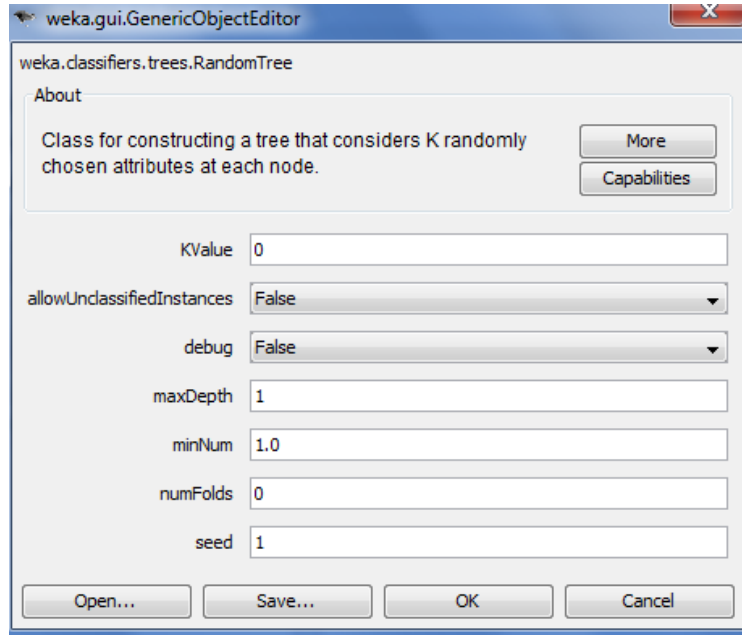 weka.gui.GenericObjectEditor
X
weka.classifiers.trees.RandomTree
About
Class for constructing a tree that considers K randomly
chosen attributes at each node.
More
Capabilities
KValue 0
allowUnclassifiedInstances False
debug False
maxDepth 1
minNum 1.0
numFolds 0
seed 1
Open... Save... OK Cancel